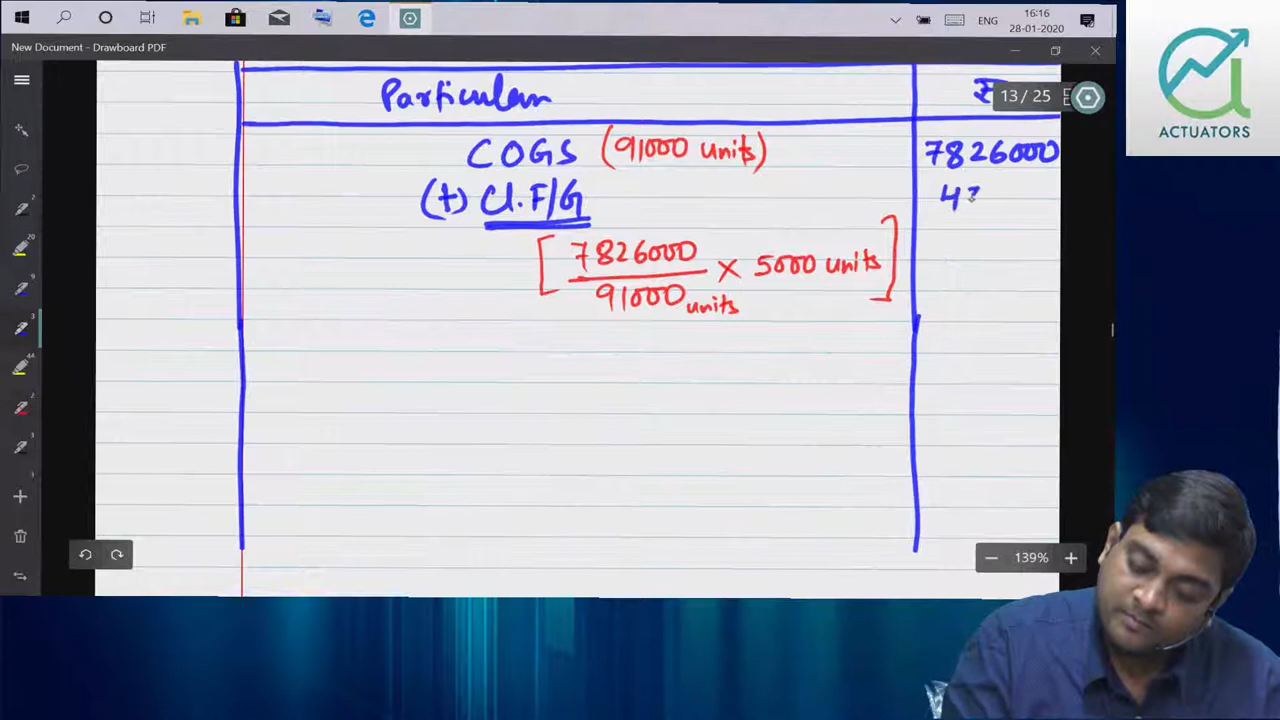 16:16
ENG
28-01-2020
New Document - Drawboard PDF
Particulars
13 / 25
COGS (91000 units)
7826000
(+) Cl. F/G
4
[7826000 / 91000 units × 5000 units]
139%
ACTUATORS